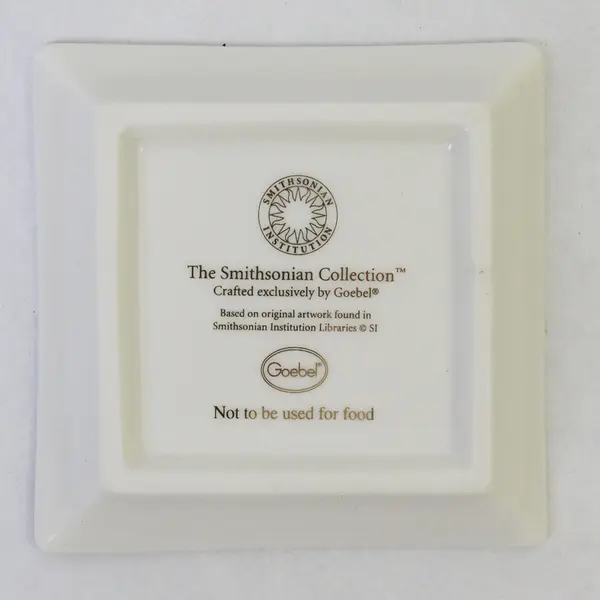 SMITHSONIAN
INSTITUTION
The Smithsonian Collection™
Crafted exclusively by Goebel®
Based on original artwork found in
Smithsonian Institution Libraries © SI
Goebel®
Not to be used for food